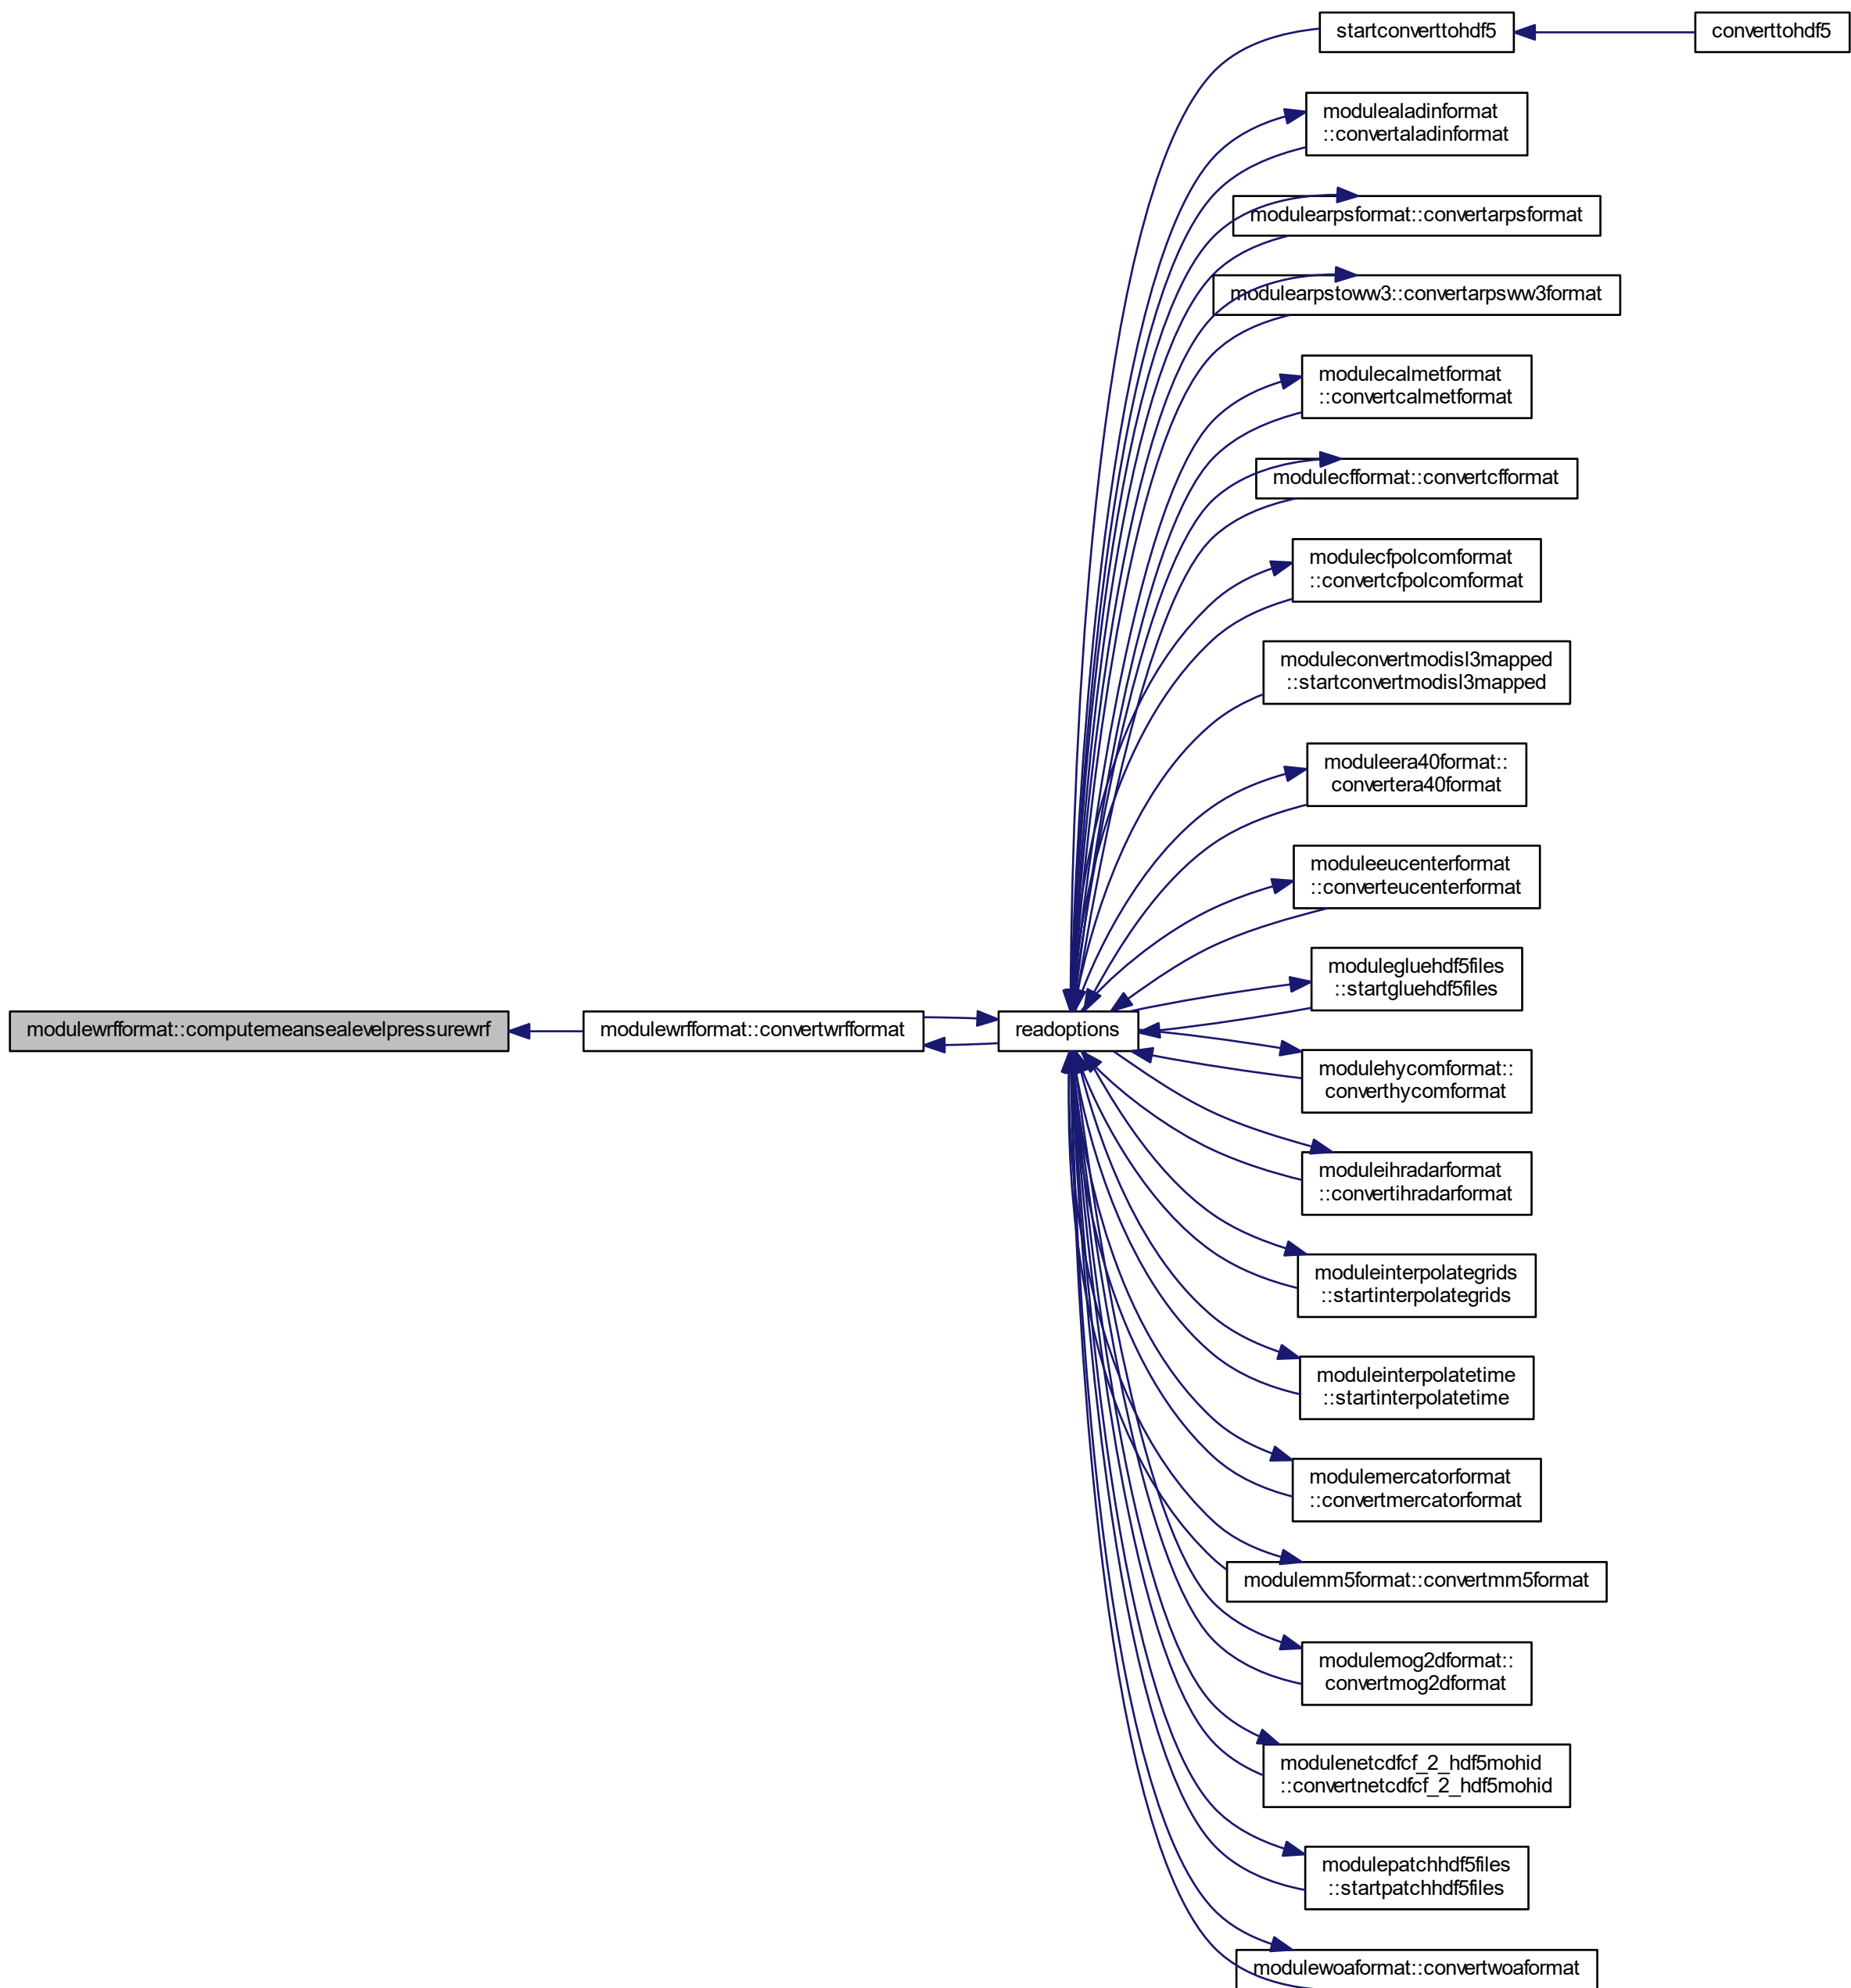 startconverttohdf5
converttohdf5
modulealadinformat
::convertaladinformat
modulearpsformat::convertarpsformat
modulearpstoww3::convertarpsww3format
modulecalmetformat
::convertcalmetformat
modulecfformat::convertcfformat
modulecfpolcomformat
::convertcfpolcomformat
moduleconvertmodisl3mapped
::startconvertmodisl3mapped
moduleera40format::
convertera40format
moduleeucenterformat
::converteucenterformat
modulegluehdf5files
::startgluehdf5files
modulewrfformat::computemeansealevelpressurewrf
modulewrfformat::convertwrfformat
readoptions
modulehycomformat::
converthycomformat
moduleihradarformat
::convertihradarformat
moduleinterpolategrids
::startinterpolategrids
moduleinterpolatetime
::startinterpolatetime
modulemercatorformat
::convertmercatorformat
modulemm5format::convertmm5format
modulemog2dformat::
convertmog2dformat
modulenetcdfcf_2_hdf5mohid
::convertnetcdfcf_2_hdf5mohid
modulepatchhdf5files
::startpatchhdf5files
modulewoaformat::convertwoaformat